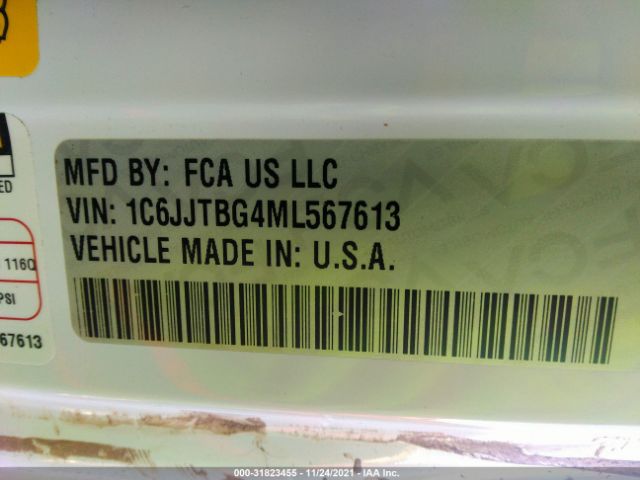 MFD BY: FCA US LLC
VIN: 1C6JJTBG4ML567613
VEHICLE MADE IN: U.S.A.
ED
1160
PSI
67613
000-31823455 - 11/24/2021 - IAA Inc.